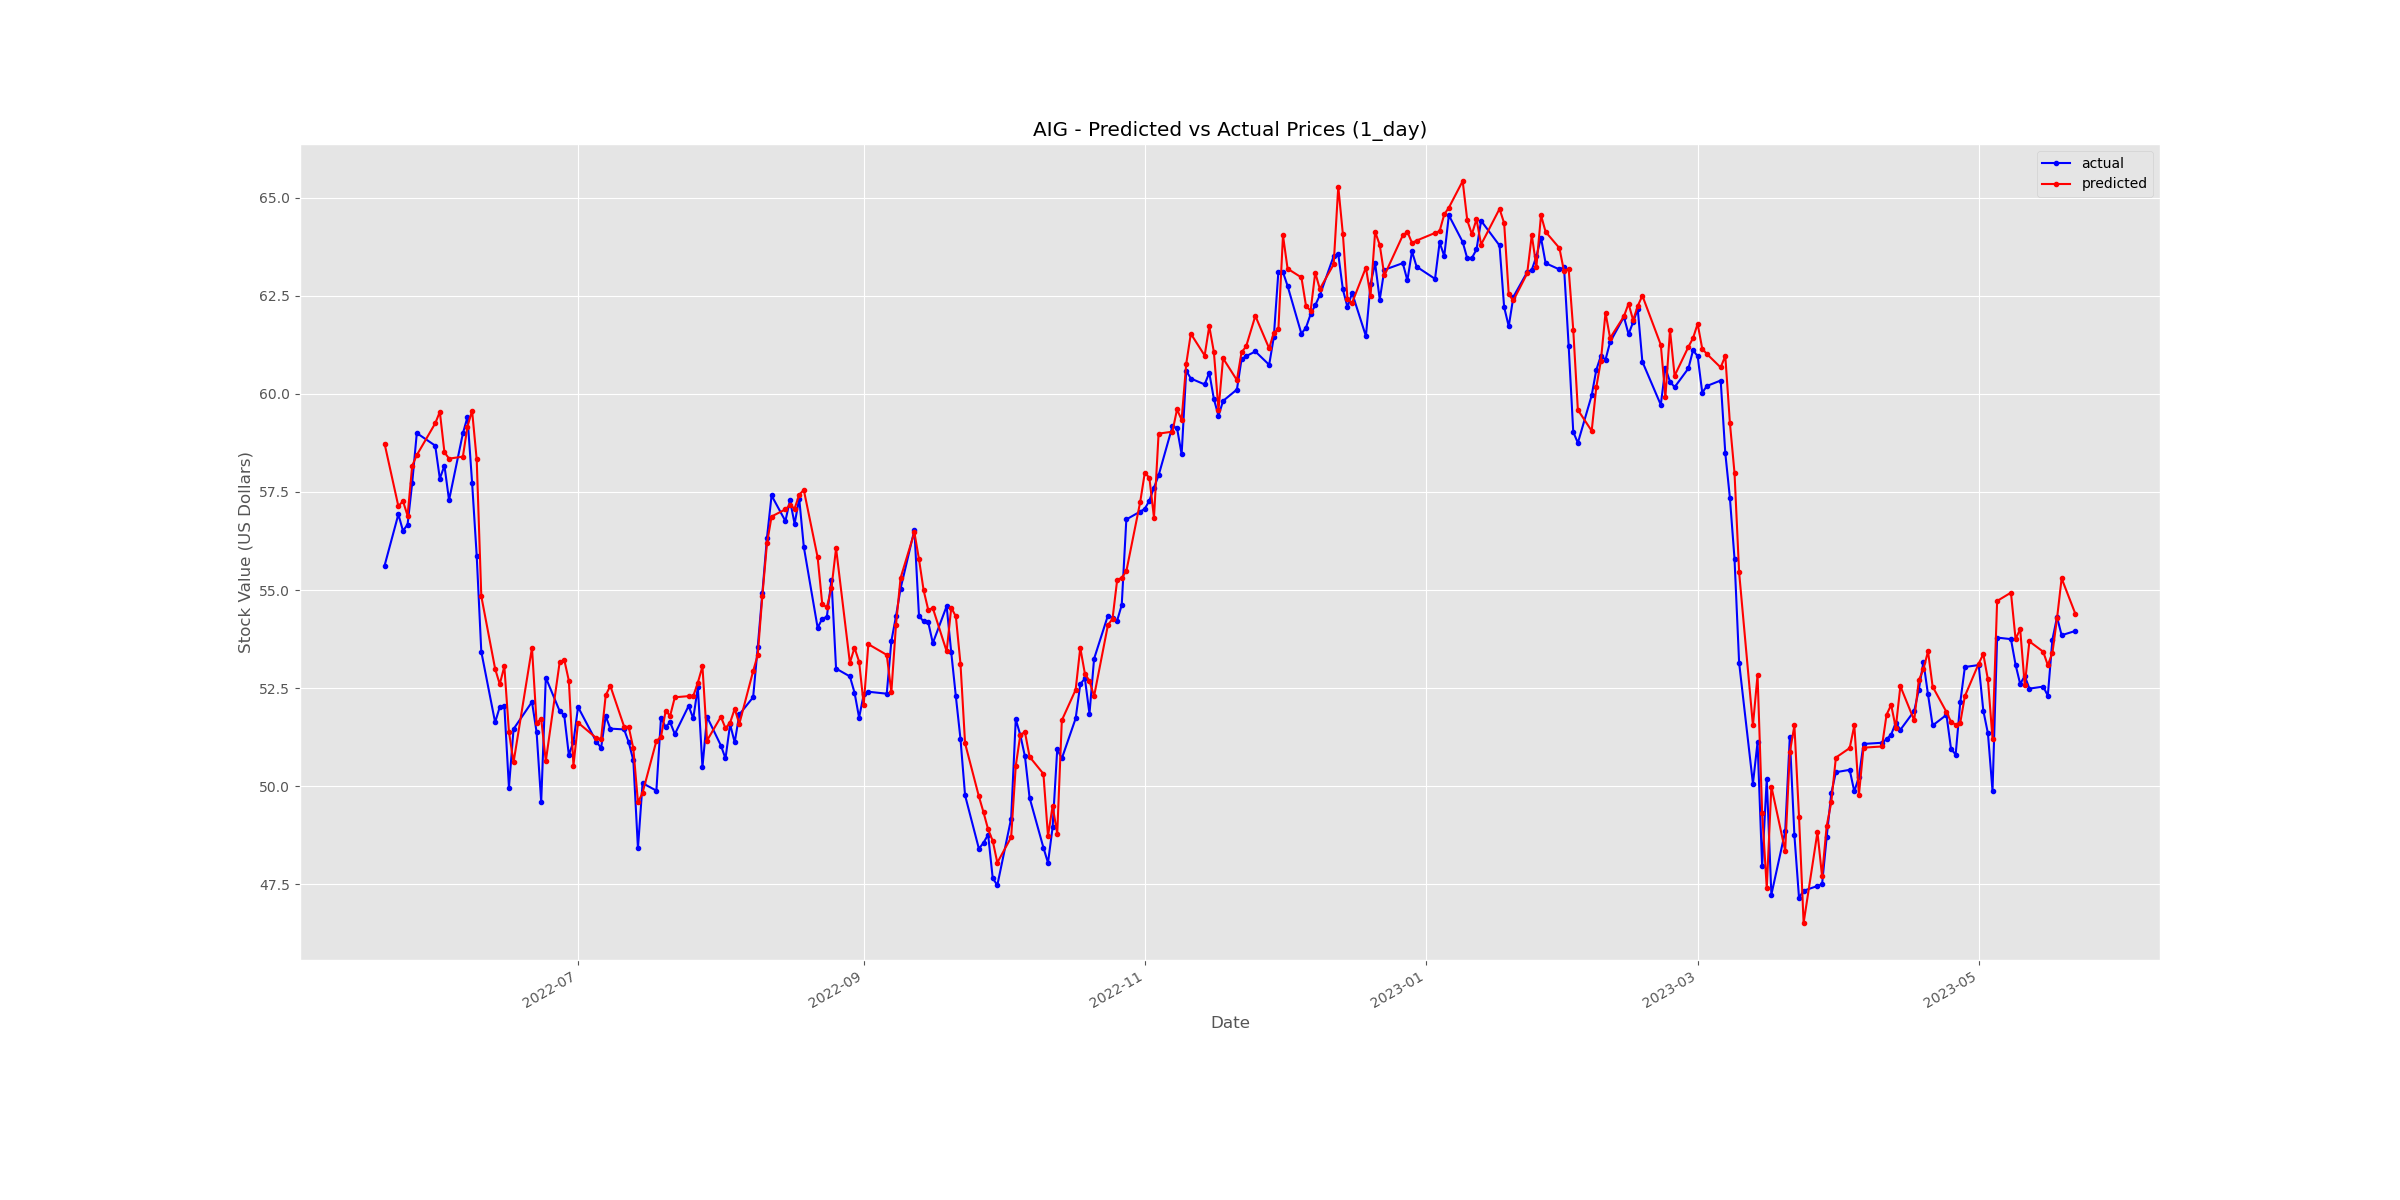 AIG - Predicted vs Actual Prices (1_day)
actual
predicted
Stock Value (US Dollars)
65.0
62.5
60.0
57.5
55.0
52.5
50.0
47.5
2022-07
2022-09
2022-11
2023-01
2023-03
2023-05
Date